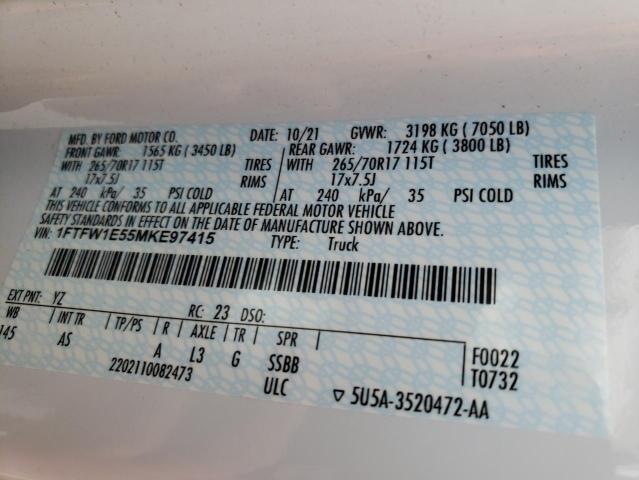 MFD. BY FORD MOTOR CO. DATE: 10/21 GVWR: 3198 KG ( 7050 LB)
FRONT GAWR: 1565 KG ( 3450 LB) REAR GAWR: 1724 KG ( 3800 LB)
WITH 265/70R17 115T TIRES WITH 265/70R17 115T TIRES
17x7.5J RIMS 17x7.5J RIMS
AT 240 kPa/ 35 PSI COLD AT 240 kPa/ 35 PSI COLD
THIS VEHICLE CONFORMS TO ALL APPLICABLE FEDERAL MOTOR VEHICLE
SAFETY STANDARDS IN EFFECT ON THE DATE OF MANUFACTURE SHOWN ABOVE.
VIN: 1FTFW1E55MKE97415 TYPE: Truck
EXT PNT: YZ RC: 23 DSO:
WB INT TR TP/PS R AXLE TR SPR F0022
145 AS A L3 G SSBB T0732
2202110082473 ULC 5U5A-3520472-AA